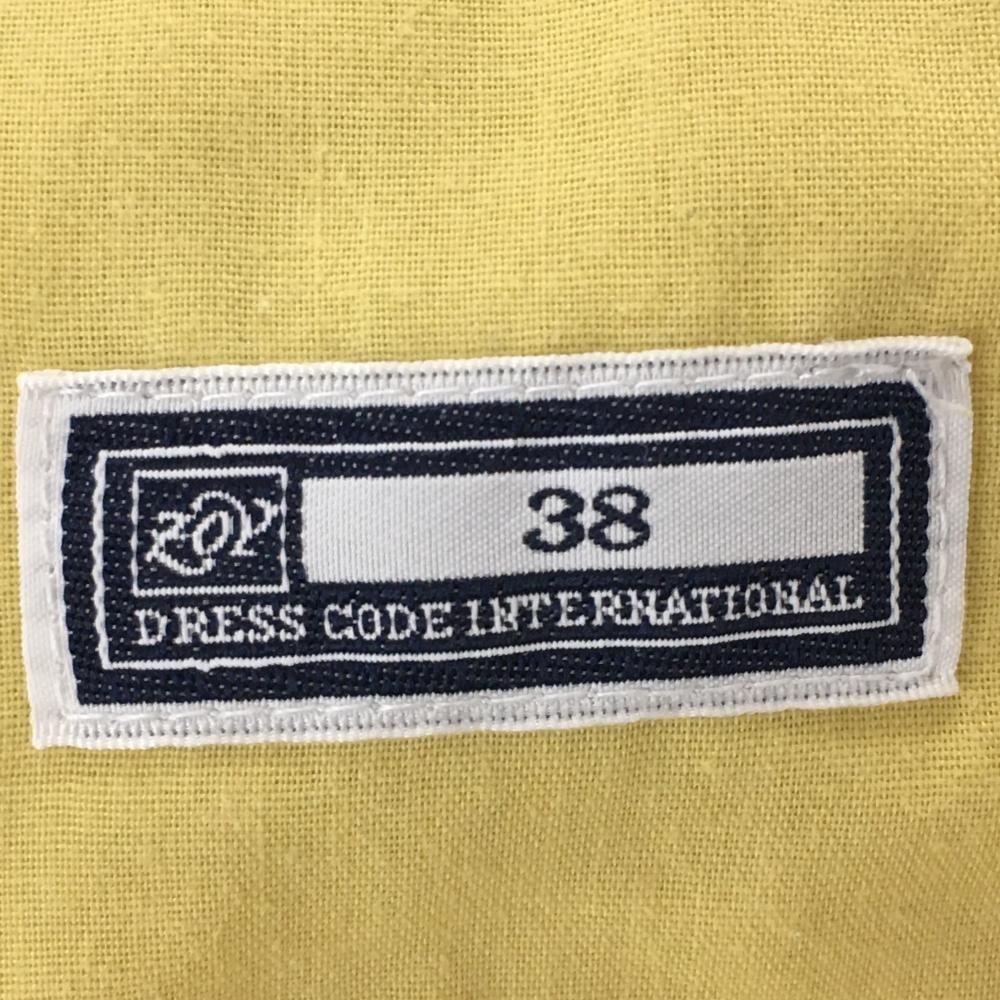 38
DRESS CODE INTERNATIONAL